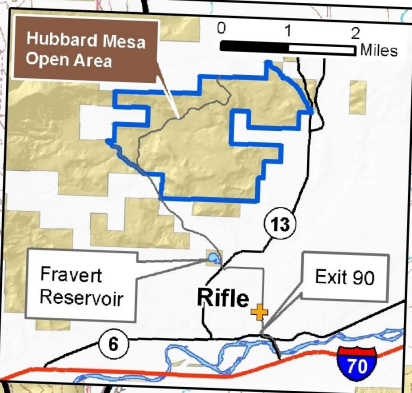 Hubbard Mesa
Open Area
0 1 2
Miles
13
Fravert
Reservoir
Exit 90
Rifle
6
70